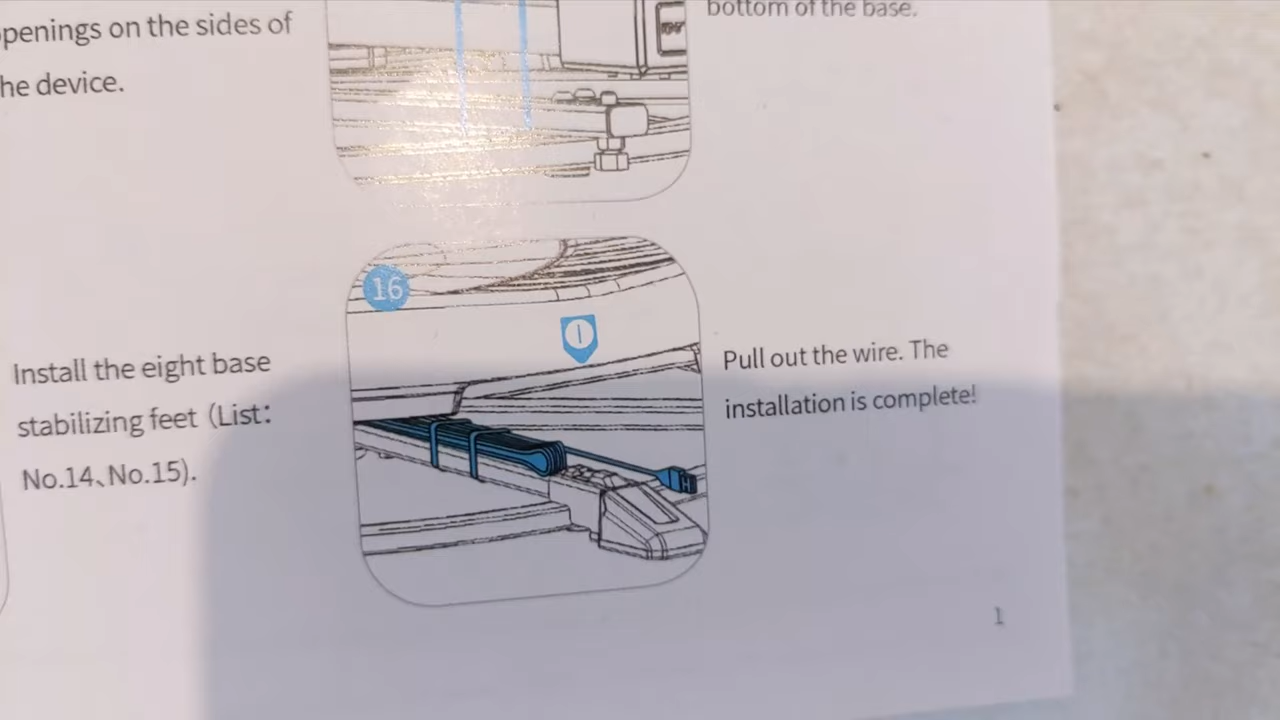 penings on the sides of
he device.
bottom of the base.
Install the eight base
stabilizing feet (List:
No.14、No.15).
16
I
Pull out the wire. The
installation is complete!
1